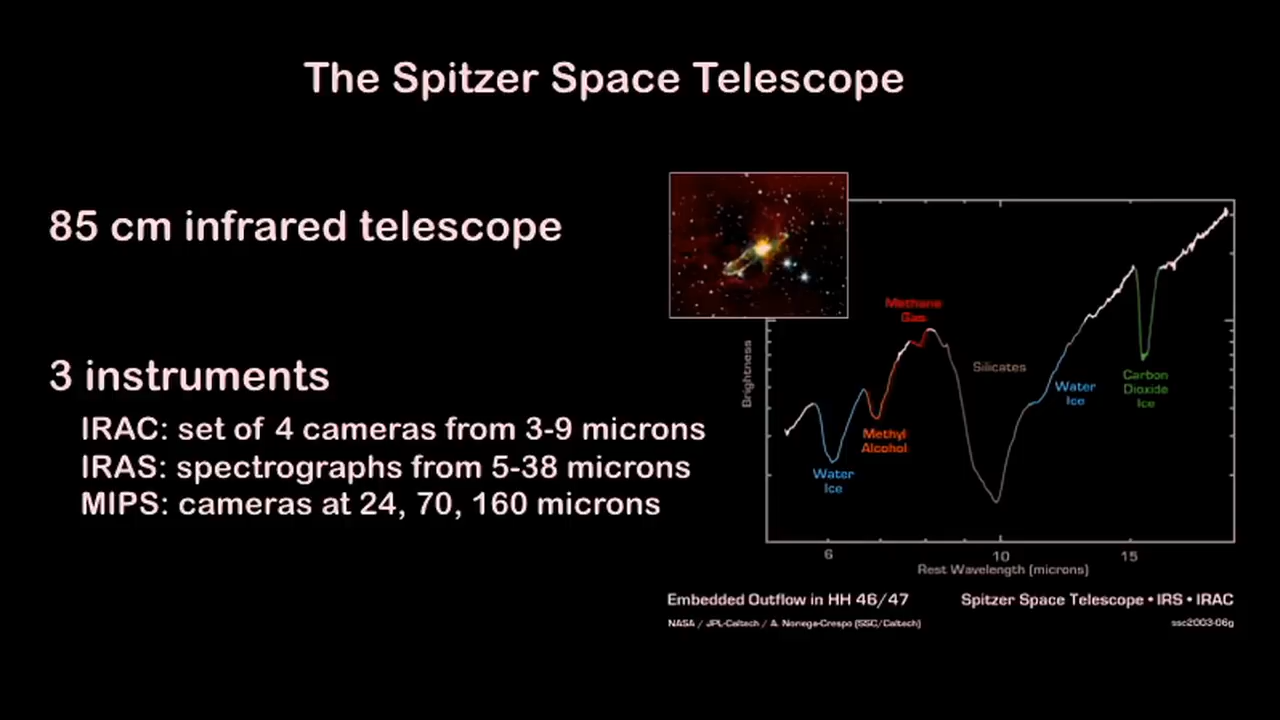 The Spitzer Space Telescope
85 cm infrared telescope
3 instruments
IRAC: set of 4 cameras from 3-9 microns
IRAS: spectrographs from 5-38 microns
MIPS: cameras at 24, 70, 160 microns
Methane
Gas
Silicates
Water
Ice
Carbon
Dioxide
Ice
Methyl
Alcohol
Water
Ice
Brightness
6 10 15
Rest Wavelength (microns)
Embedded Outflow in HH 46/47
Spitzer Space Telescope • IRS • IRAC
NASA / JPL-Caltech / A. Noriega-Crespo (SSC/Caltech)
ssc2003-06g